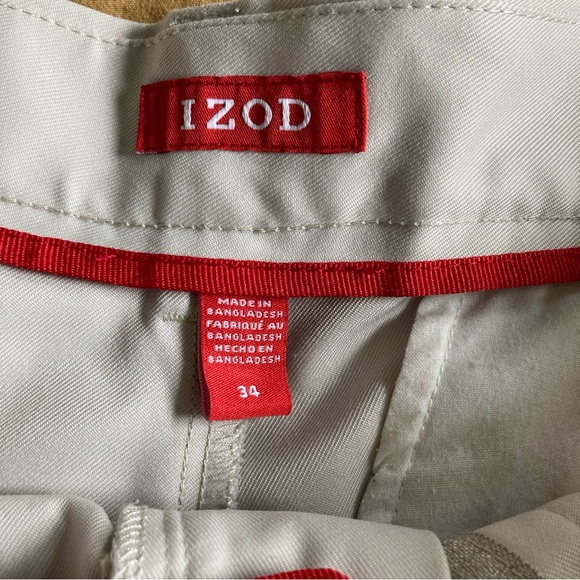 IZOD
MADE IN
BANGLADESH
FABRIQUÉ AU
BANGLADESH
HECHO EN
BANGLADESH
34